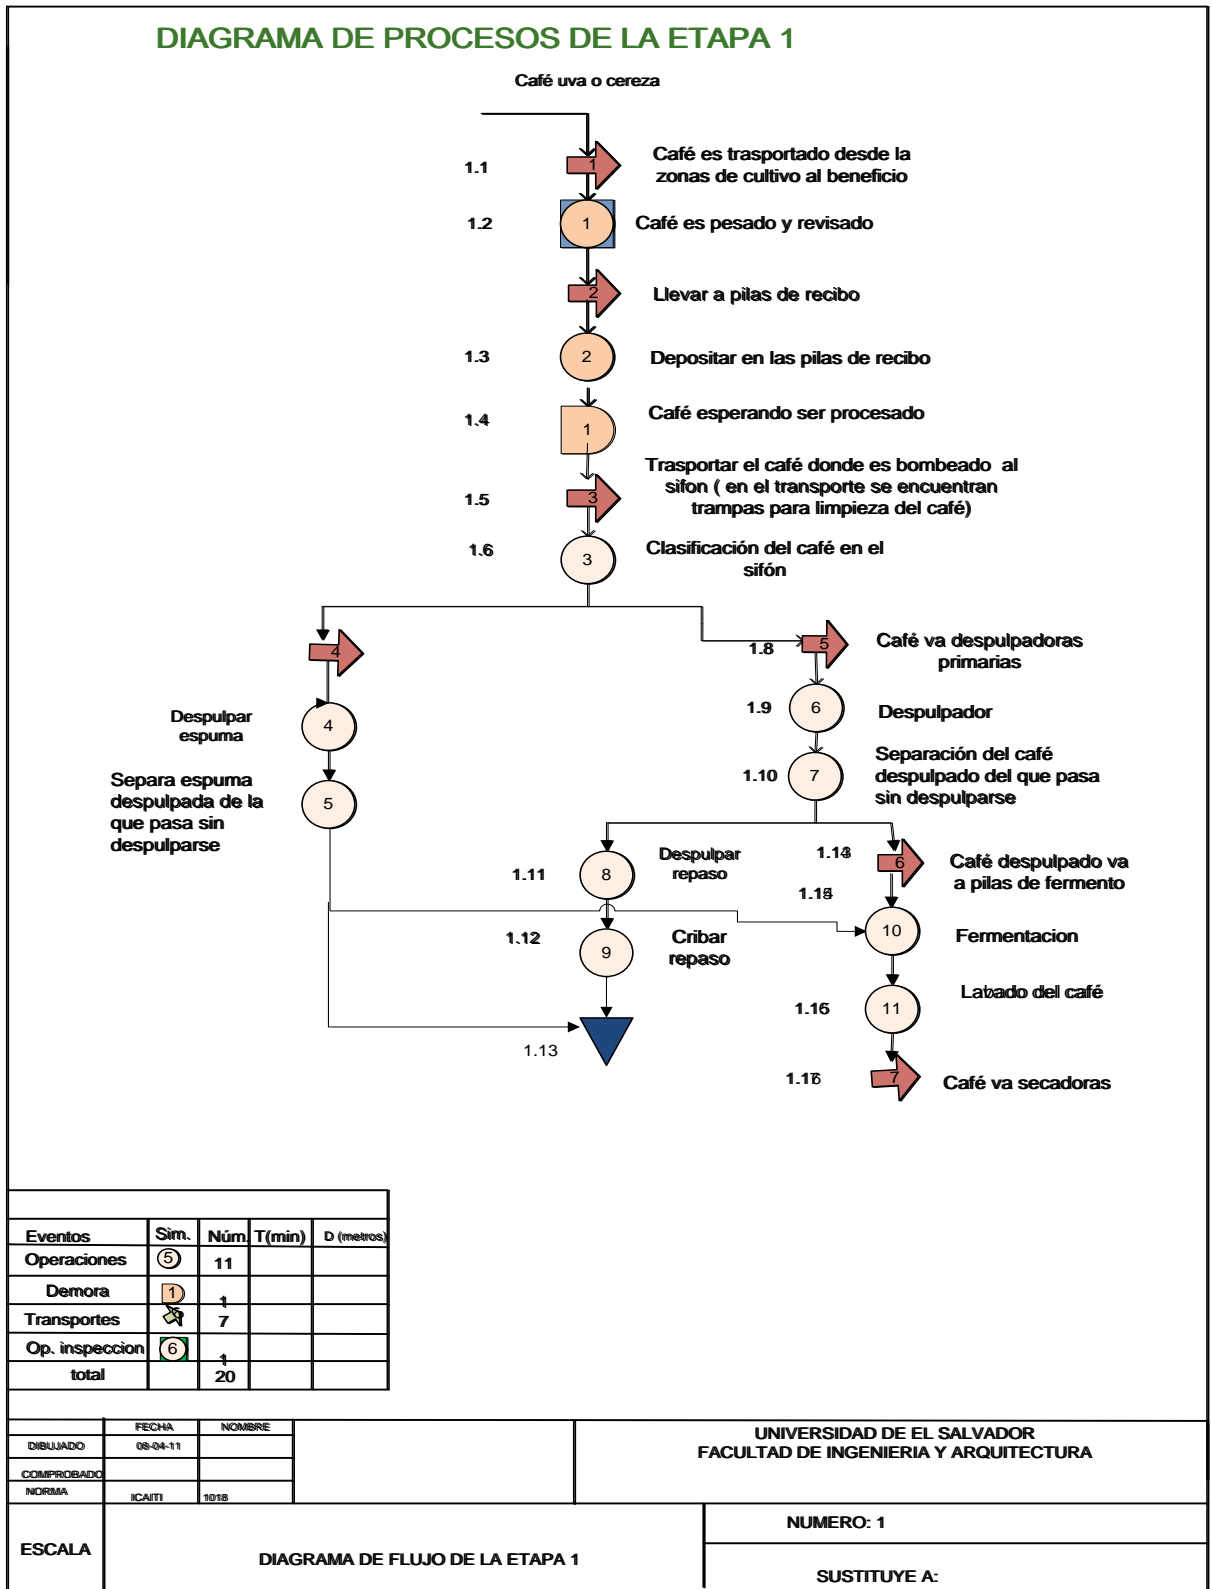 DIAGRAMA DE PROCESOS DE LA ETAPA 1
Café uva o cereza
1.1
1
Café es trasportado desde la
zonas de cultivo al beneficio
1.2
1
Café es pesado y revisado
2
Llevar a pilas de recibo
1.3
2
Depositar en las pilas de recibo
1.4
1
Café esperando ser procesado
1.5
3
Trasportar el café donde es bombeado al
sifon ( en el transporte se encuentran
trampas para limpieza del café)
1.6
3
Clasificación del café en el
sifón
4
1.8
5
Café va despulpadoras
primarias
Despulpar
espuma
4
1.9
6
Despulpador
Separa espuma
despulpada de la
que pasa sin
despulparse
5
1.10
7
Separación del café
despulpado del que pasa
sin despulparse
1.11
8
Despulpar
repaso
6
Café despulpado va
a pilas de fermento
1.12
9
Cribar
repaso
10
Fermentacion
1.13
11
Lavado del café
7
Café va secadoras
Eventos Sim. Núm. T(min) D (metros)
Operaciones 5 11
Demora 1 1
Transportes 7
Op. inspeccion 6 1
total 20
FECHA NOMBRE
DIBUJADO 08-04-11
COMPROBADO
NORMA ICAITI 1018
UNIVERSIDAD DE EL SALVADOR
FACULTAD DE INGENIERIA Y ARQUITECTURA
ESCALA
DIAGRAMA DE FLUJO DE LA ETAPA 1
NUMERO: 1
SUSTITUYE A: